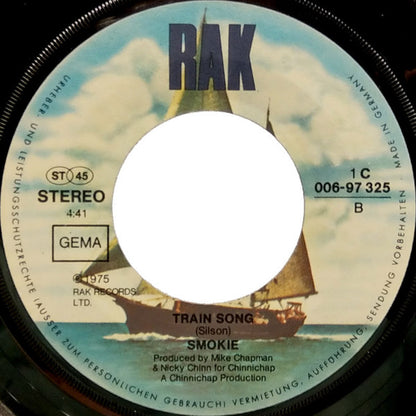 RAK
ST 45
STEREO
4:41
GEMA
℗ 1975
RAK RECORDS
LTD.
1 C
006-97 325
B
TRAIN SONG
(Silson)
SMOKIE
Produced by Mike Chapman
& Nicky Chinn for Chinnichap
A Chinnichap Production
URHEBER- UND LEISTUNGSSCHUTZRECHTE (AUSSER ZUM PERSÖNLICHEN GEBRAUCH) VERMIETUNG, AUFFÜHRUNG, SENDUNG VORBEHALTEN · MADE IN GERMANY